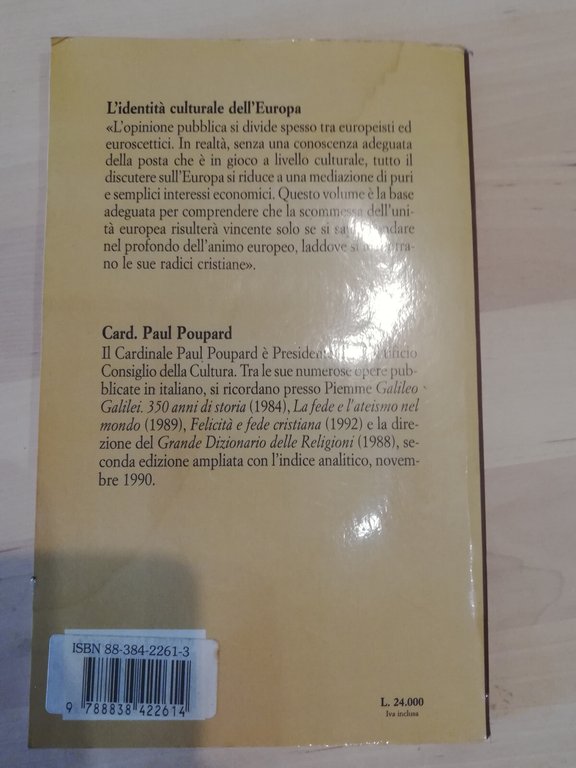 L'identità culturale dell'Europa
«L'opinione pubblica si divide spesso tra europeisti ed
euroscettici. In realtà, senza una conoscenza adeguata
della posta che è in gioco a livello culturale, tutto il
discutere sull'Europa si riduce a una mediazione di puri
e semplici interessi economici. Questo volume è la base
adeguata per comprendere che la scommessa dell'uni-
tà europea risulterà vincente solo se si
nel profondo dell'animo europeo, laddove si
no le sue radici cristiane».
Card. Paul Poupard
Il Cardinale Paul Poupard è
Consiglio della Cultura. Tra le sue numerose opere pub-
blicate in italiano, si ricordano presso Piemme Galileo
Galilei. 350 anni di storia (1984), La fede e l'ateismo nel
mondo (1989), Felicità e fede cristiana (1992) e la dire-
zione del Grande Dizionario delle Religioni (1988), se-
conda edizione ampliata con l'indice analitico, novem-
bre 1990.
ISBN 88-384-2261-3
9 788838 422614
L. 24.000
Iva inclusa